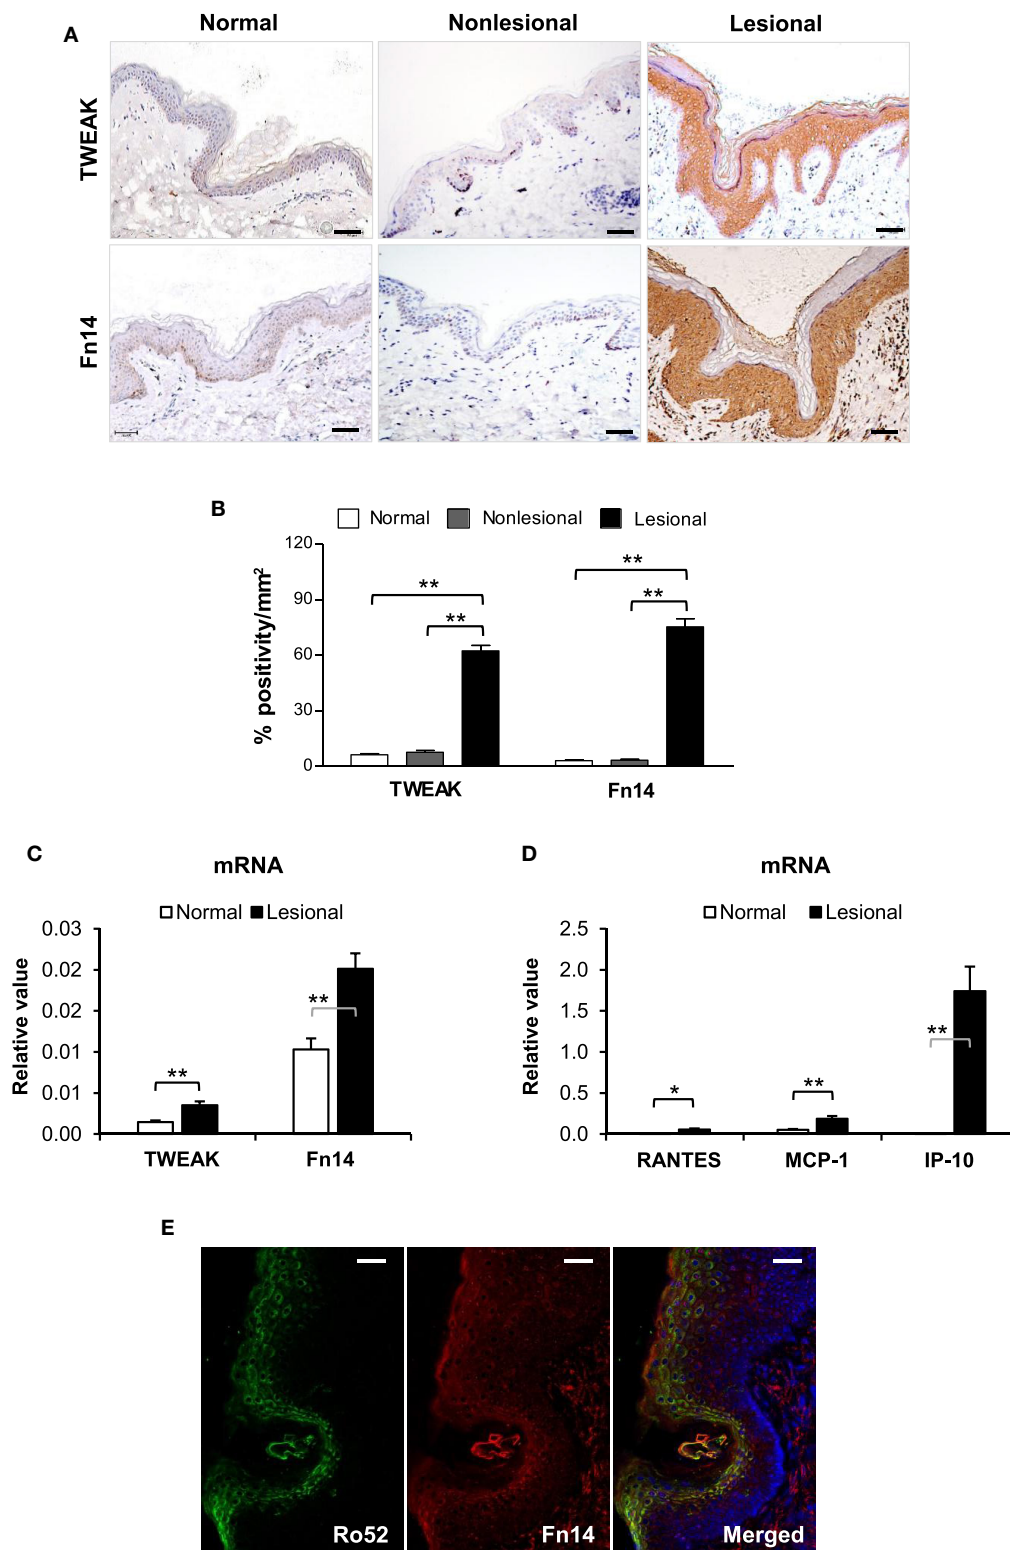 A
Normal
Nonlesional
Lesional
TWEAK
Fn14
B
Normal
Nonlesional
Lesional
% positivity/mm²
120
90
60
30
0
**
**
**
**
TWEAK
Fn14
C
mRNA
Normal
Lesional
Relative value
0.03
0.02
0.02
0.01
0.01
0.00
**
**
TWEAK
Fn14
D
mRNA
Normal
Lesional
Relative value
2.5
2.0
1.5
1.0
0.5
0.0
*
**
**
RANTES
MCP-1
IP-10
E
Ro52
Fn14
Merged